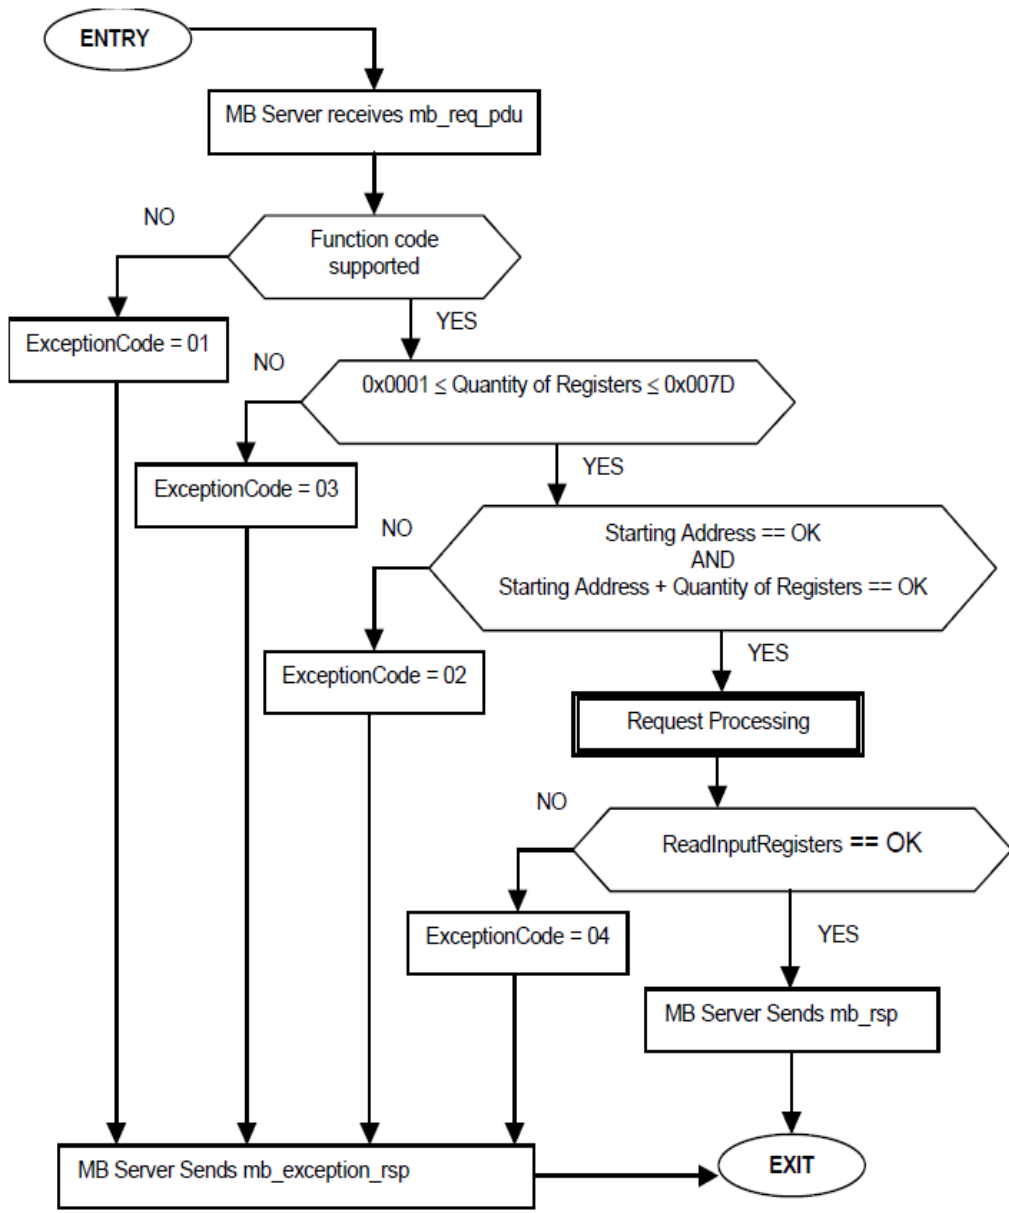 ENTRY
MB Server receives mb_req_pdu
NO
Function code
supported
YES
ExceptionCode = 01
NO
0x0001 ≤ Quantity of Registers ≤ 0x007D
YES
ExceptionCode = 03
NO
Starting Address == OK
AND
Starting Address + Quantity of Registers == OK
YES
ExceptionCode = 02
Request Processing
NO
ReadInputRegisters == OK
YES
ExceptionCode = 04
MB Server Sends mb_rsp
MB Server Sends mb_exception_rsp
EXIT